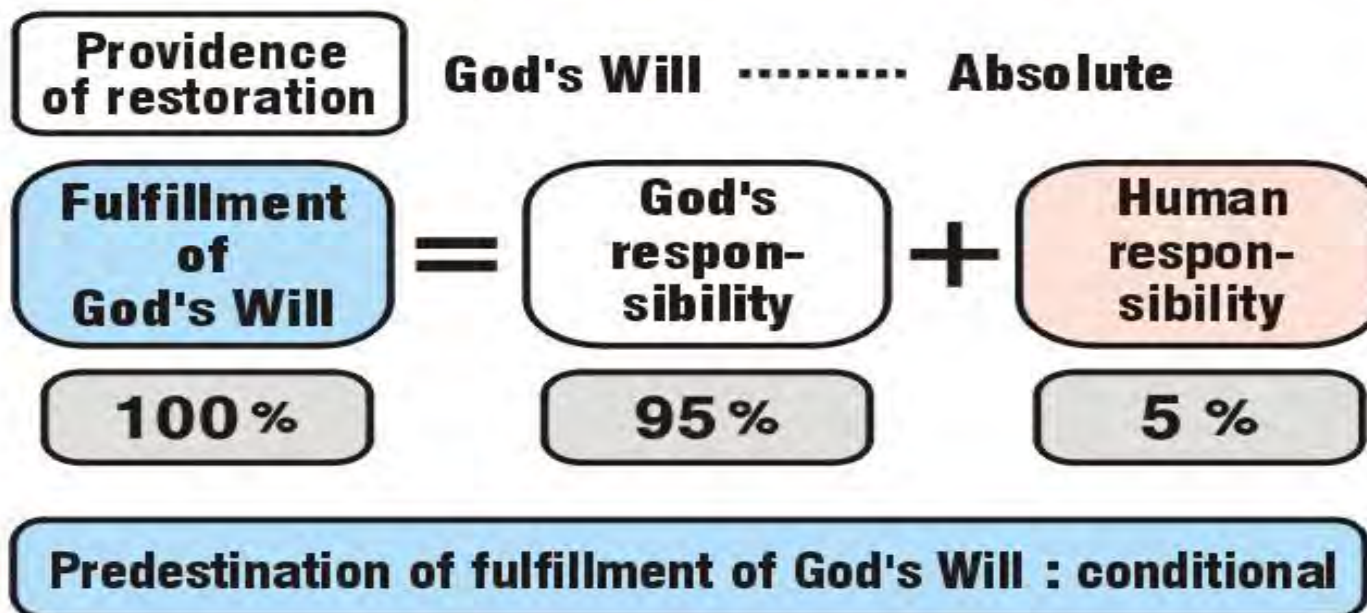 Providence
of restoration
God's Will ········· Absolute
Fulfillment
of
God's Will
=
God's
respon-
sibility
+
Human
respon-
sibility
100%
95%
5 %
Predestination of fulfillment of God's Will : conditional